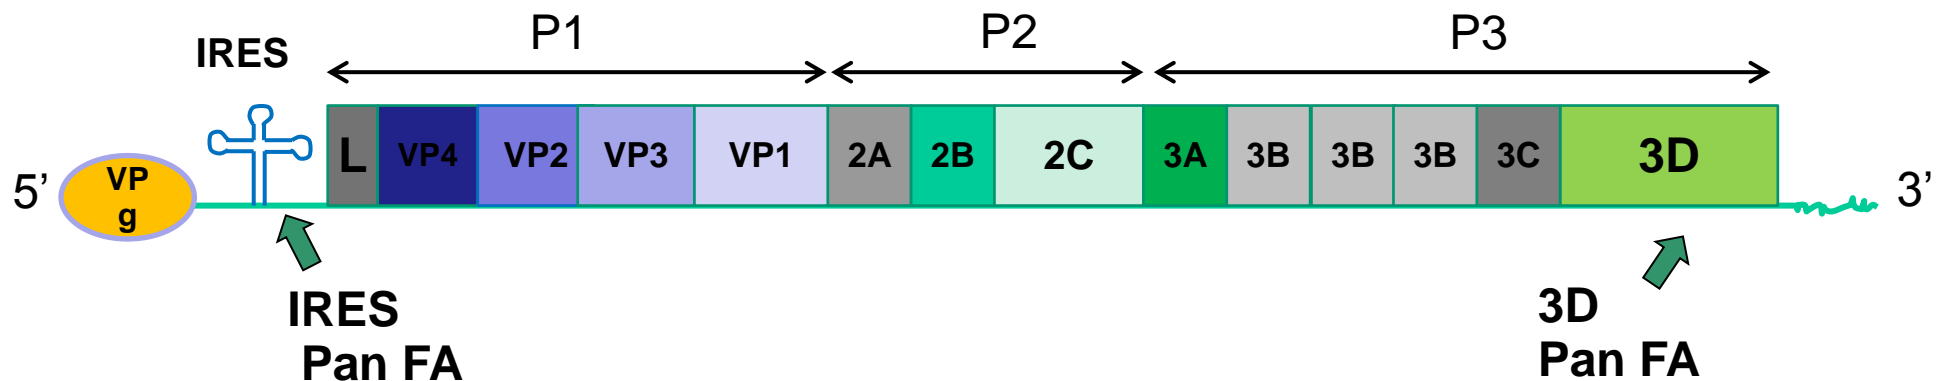 P1 P2 P3
IRES
5’ VP
g
L VP4 VP2 VP3 VP1 2A 2B 2C 3A 3B 3B 3B 3C 3D
3’
IRES
Pan FA
3D
Pan FA